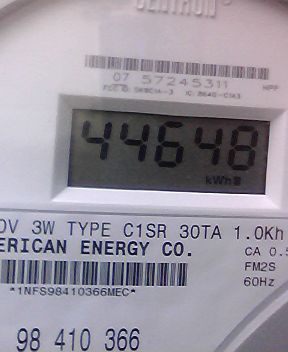 CENTRON
07 57245311
44648
kWh
0V 3W TYPE C1SR 30TA 1.0Kh
ERICAN ENERGY CO.
CA 0.5
FM2S
*1NFS98410366MEC*
60Hz
98 410 366